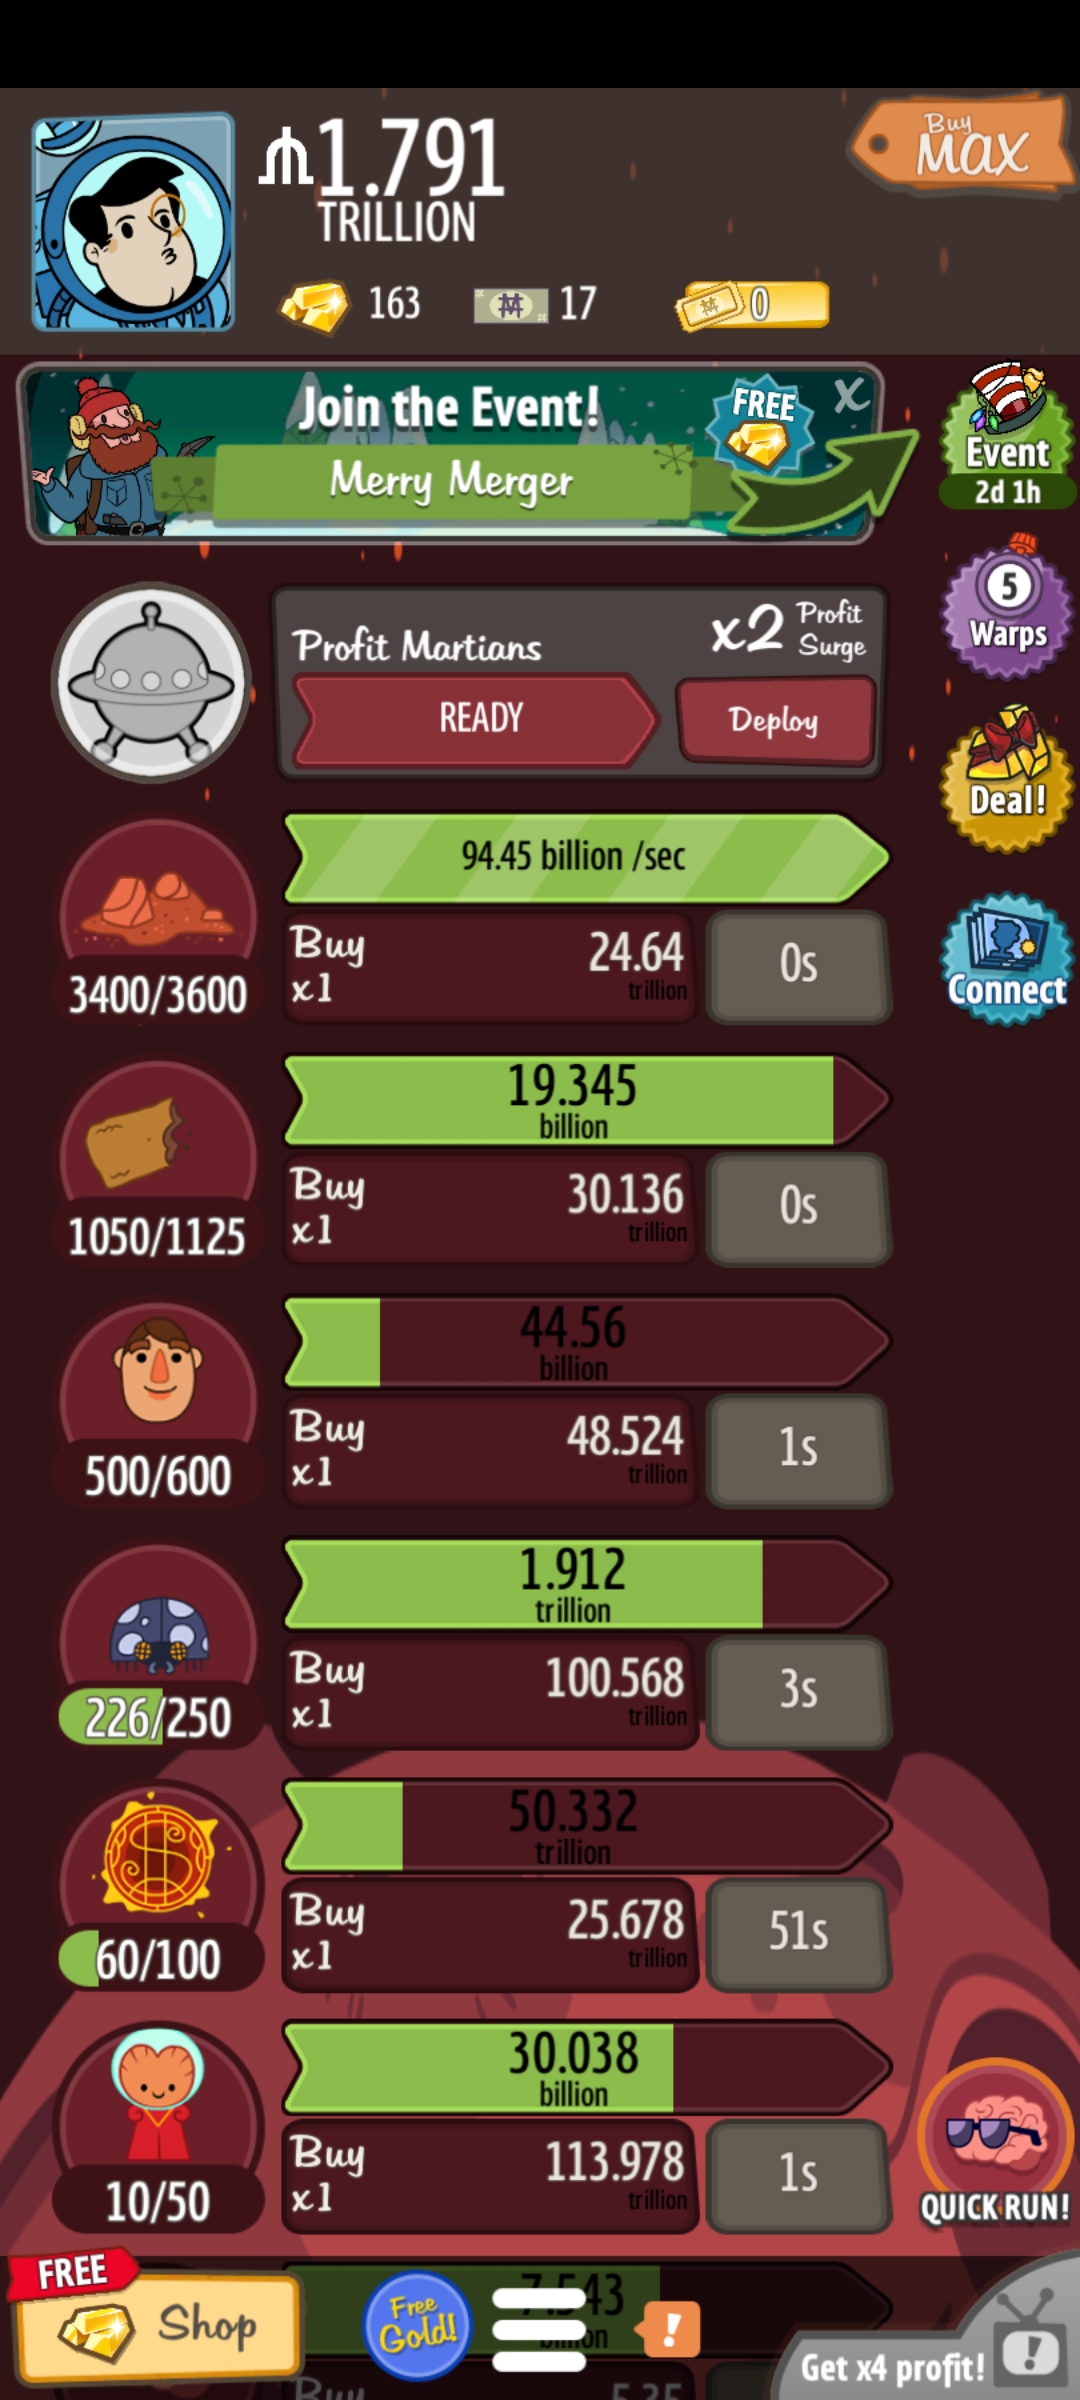 1.791
TRILLION
Buy
MAX
163
17
0
Join the Event!
Merry Merger
FREE
X
Event
2d 1h
5
Warps
Profit Martians
x2 Profit
Surge
READY
Deploy
Deal!
94.45 billion /sec
Buy
x1
24.64
trillion
0s
3400/3600
Connect
19.345
billion
Buy
x1
30.136
trillion
0s
1050/1125
44.56
billion
Buy
x1
48.524
trillion
1s
500/600
1.912
trillion
Buy
x1
100.568
trillion
3s
226/250
50.332
trillion
Buy
x1
25.678
trillion
51s
60/100
30.038
billion
Buy
x1
113.978
trillion
1s
10/50
QUICK RUN!
FREE
Shop
Free
Gold!
!
Get x4 profit!
!
Buy
5.35